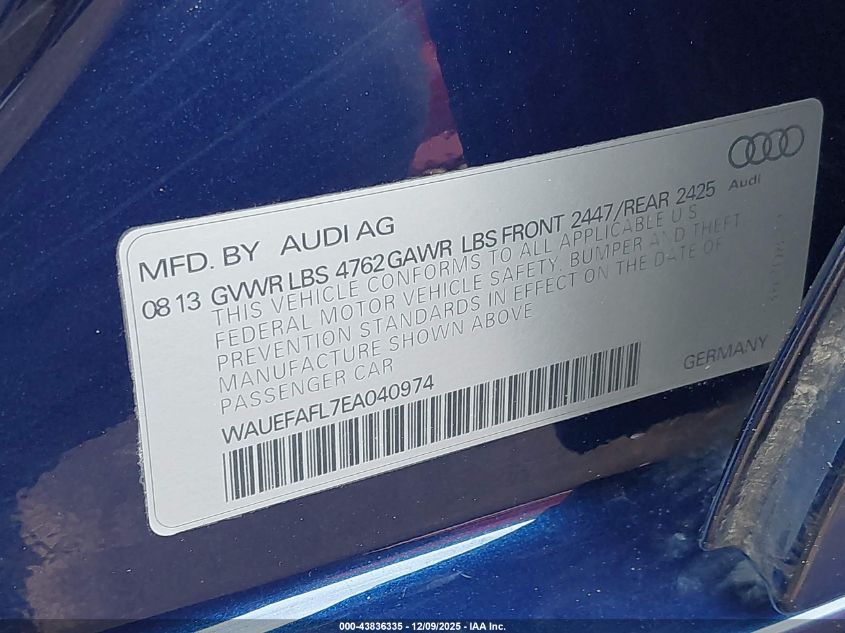 Audi
MFD. BY AUDI AG
08 13 GVWR LBS 4762 GAWR LBS FRONT 2447/REAR 2425
THIS VEHICLE CONFORMS TO ALL APPLICABLE U S
FEDERAL MOTOR VEHICLE SAFETY. BUMPER AND THEFT
PREVENTION STANDARDS IN EFFECT ON THE DATE OF
MANUFACTURE SHOWN ABOVE
PASSENGER CAR
WAUEFAFL7EA040974
GERMANY
000-43836335 - 12/09/2025 - IAA Inc.